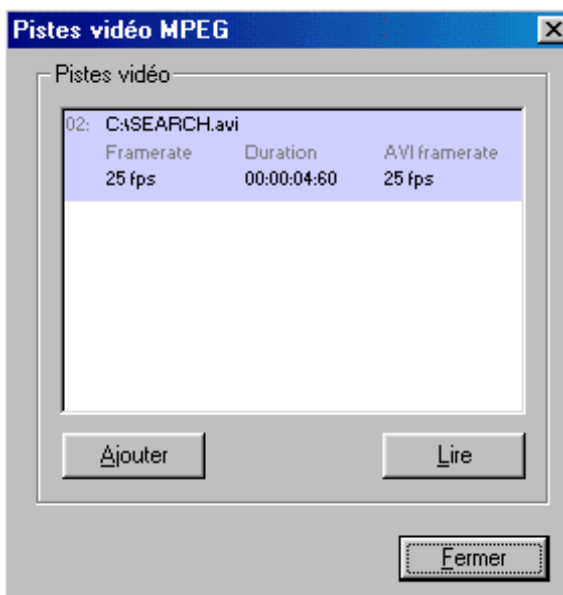 Pistes vidéo MPEG
Pistes vidéo
02: C:\SEARCH.avi
Framerate Duration AVI framerate
25 fps 00:00:04:60 25 fps
Ajouter Lire
Fermer